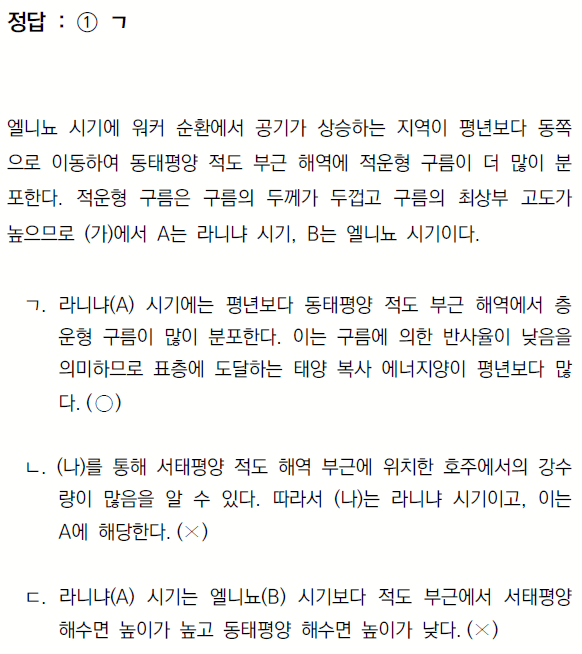 정답 : ① ㄱ
엘니뇨 시기에 워커 순환에서 공기가 상승하는 지역이 평년보다 동쪽
으로 이동하여 동태평양 적도 부근 해역에 적운형 구름이 더 많이 분
포한다. 적운형 구름은 구름의 두께가 두껍고 구름의 최상부 고도가
높으므로 (가)에서 A는 라니냐 시기, B는 엘니뇨 시기이다.
ㄱ. 라니냐(A) 시기에는 평년보다 동태평양 적도 부근 해역에서 층
운형 구름이 많이 분포한다. 이는 구름에 의한 반사율이 낮음을
의미하므로 표층에 도달하는 태양 복사 에너지양이 평년보다 많
다. (○)
ㄴ. (나)를 통해 서태평양 적도 해역 부근에 위치한 호주에서의 강수
량이 많음을 알 수 있다. 따라서 (나)는 라니냐 시기이고, 이는
A에 해당한다. (×)
ㄷ. 라니냐(A) 시기는 엘니뇨(B) 시기보다 적도 부근에서 서태평양
해수면 높이가 높고 동태평양 해수면 높이가 낮다. (×)